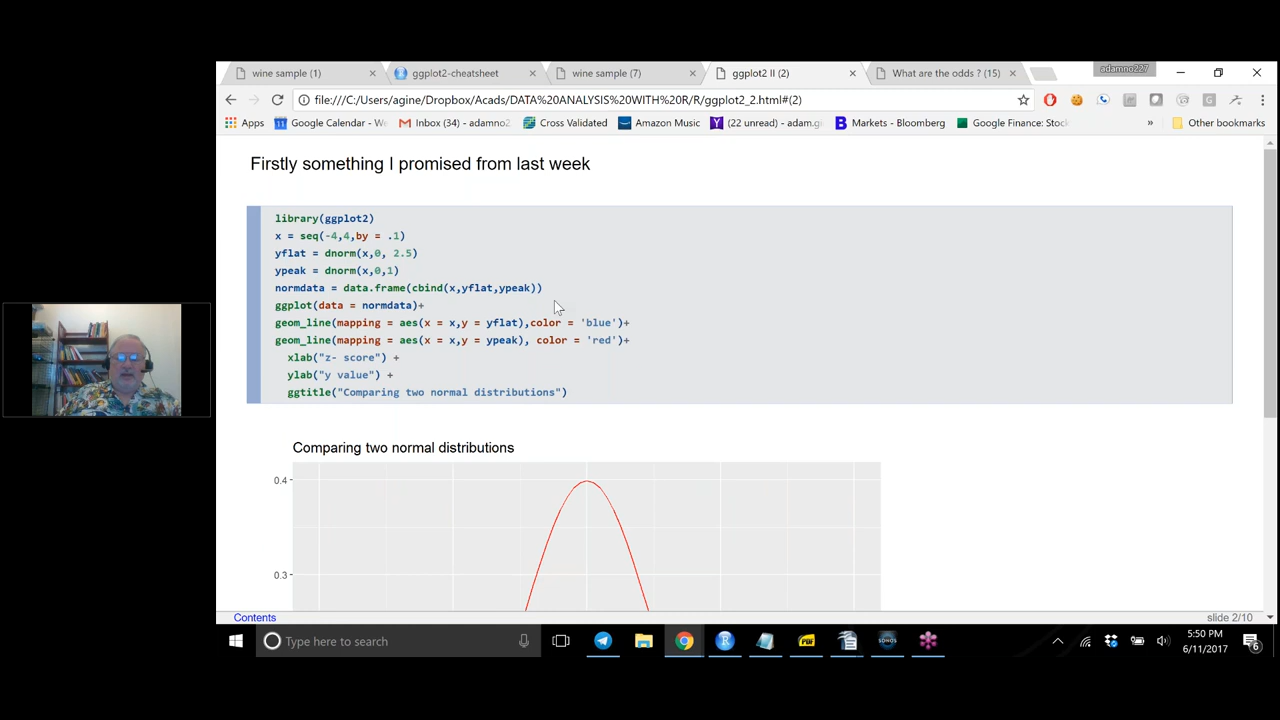 wine sample (1)
ggplot2-cheatsheet
wine sample (7)
ggplot2 II (2)
What are the odds ? (15)
adamno227
file:///C:/Users/agine/Dropbox/Acads/DATA%20ANALYSIS%20WITH%20R/R/ggplot2_2.html#(2)
Apps
Google Calendar - We
Inbox (34) - adamno2
Cross Validated
Amazon Music
(22 unread) - adam.g
Markets - Bloomberg
Google Finance: Stock
»
Other bookmarks
Firstly something I promised from last week
library(ggplot2)
x = seq(-4,4,by = .1)
yflat = dnorm(x,0, 2.5)
ypeak = dnorm(x,0,1)
normdata = data.frame(cbind(x,yflat,ypeak))
ggplot(data = normdata)+
geom_line(mapping = aes(x = x,y = yflat),color = 'blue')+
geom_line(mapping = aes(x = x,y = ypeak), color = 'red')+
xlab("z- score") +
ylab("y value") +
ggtitle("Comparing two normal distributions")
Comparing two normal distributions
0.4
0.3
Contents
slide 2/10
Type here to search
5:50 PM
6/11/2017
6